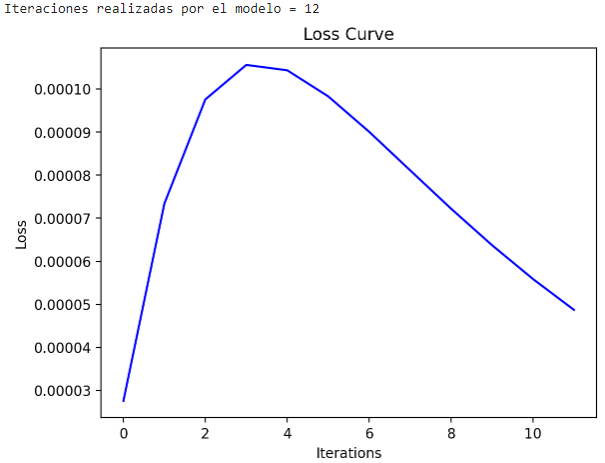 Iteraciones realizadas por el modelo = 12
Loss Curve
0.00010
0.00009
0.00008
0.00007
0.00006
0.00005
0.00004
0.00003
Loss
0 2 4 6 8 10
Iterations